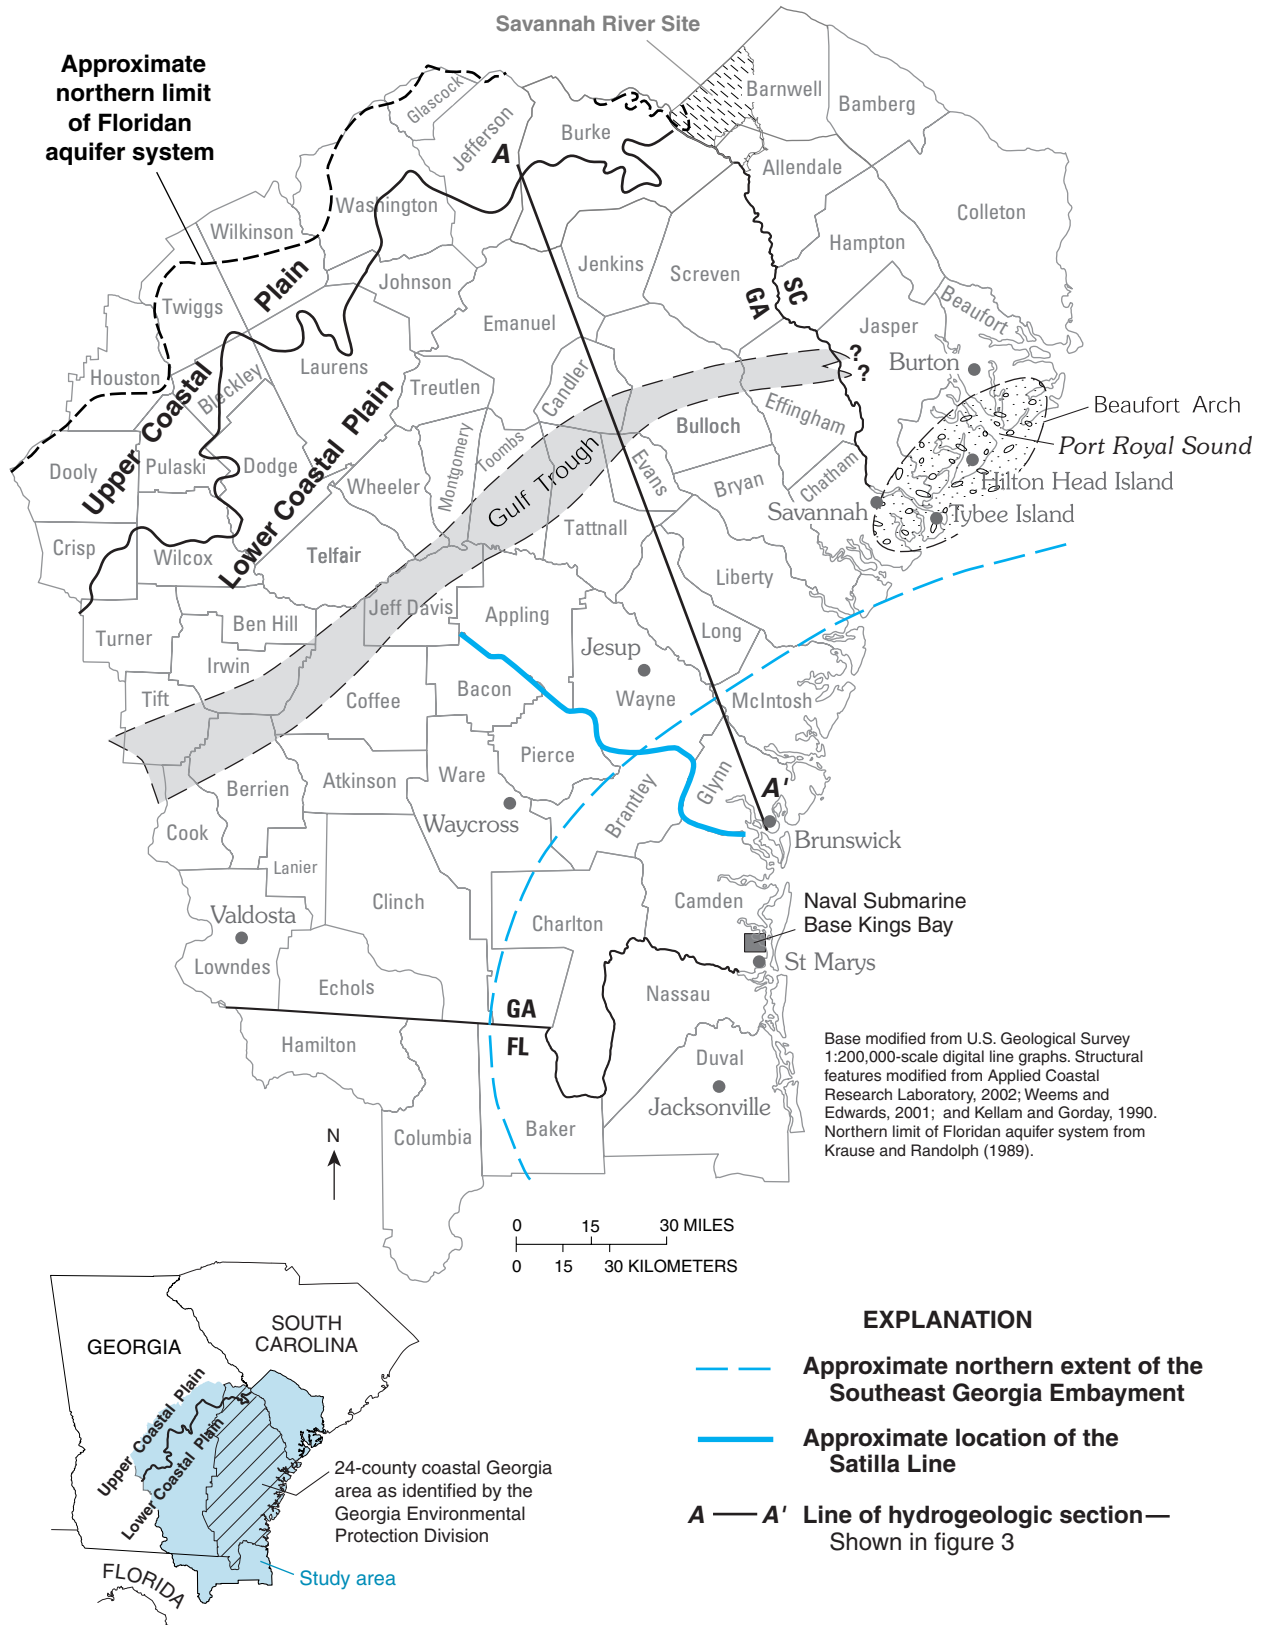 Savannah River Site
Approximate
northern limit
of Floridan
aquifer system
Glascock
Jefferson
Burke
Barnwell
Bamberg
A
Allendale
Washington
Colleton
Wilkinson
Hampton
Plain
Jenkins
Screven
Johnson
SC
GA
Twiggs
Emanuel
Beaufort
Jasper
Laurens
?
Burton
Houston
Bleckley
Treutlen
Candler
?
Upper Coastal
Lower Coastal Plain
Effingham
Beaufort Arch
Bulloch
Port Royal Sound
Toombs
Montgomery
Gulf Trough
Evans
Dooly
Pulaski
Dodge
Wheeler
Bryan
Chatham
Hilton Head Island
Savannah
Tybee Island
Tattnall
Crisp
Wilcox
Telfair
Liberty
Jeff Davis
Appling
Turner
Ben Hill
Long
Jesup
Irwin
Tift
Coffee
Bacon
Wayne
McIntosh
Pierce
Ware
Atkinson
Berrien
Brantley
Glynn
A'
Cook
Waycross
Brunswick
Lanier
Clinch
Camden
Naval Submarine
Base Kings Bay
Valdosta
Charlton
St Marys
Lowndes
Echols
Nassau
GA
FL
Hamilton
Duval
Jacksonville
Baker
Columbia
Base modified from U.S. Geological Survey
1:200,000-scale digital line graphs. Structural
features modified from Applied Coastal
Research Laboratory, 2002; Weems and
Edwards, 2001; and Kellam and Gorday, 1990.
Northern limit of Floridan aquifer system from
Krause and Randolph (1989).
N
0 15 30 MILES
0 15 30 KILOMETERS
GEORGIA
SOUTH
CAROLINA
Upper Coastal Plain
Lower Coastal Plain
24-county coastal Georgia
area as identified by the
Georgia Environmental
Protection Division
FLORIDA
Study area
EXPLANATION
Approximate northern extent of the
Southeast Georgia Embayment
Approximate location of the
Satilla Line
A A' Line of hydrogeologic section—
Shown in figure 3